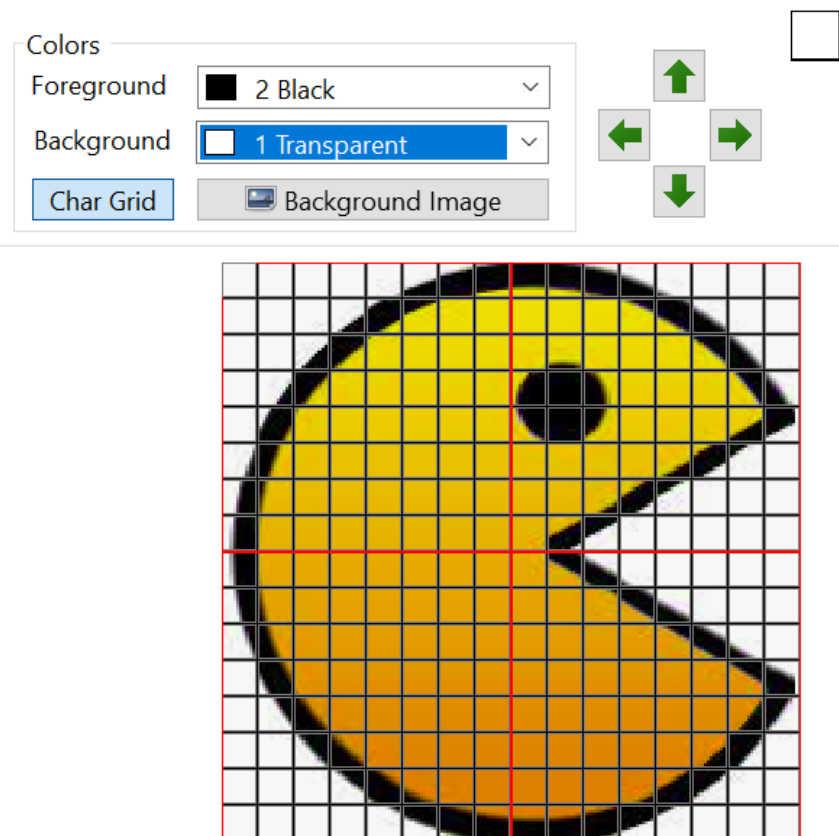 Colors
Foreground
2 Black
Background
1 Transparent
Char Grid
Background Image